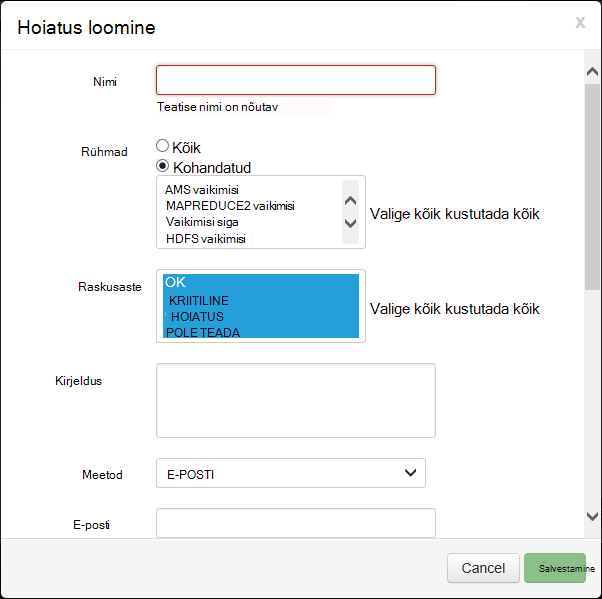 Hoiatus loomine
x
Nimi
Teatise nimi on nõutav
Rühmad
Kõik
Kohandatud
AMS vaikimisi
MAPREDUCE2 vaikimisi
Vaikimisi siga
HDFS vaikimisi
Valige kõik kustutada kõik
Raskusaste
OK
KRIITILINE
HOIATUS
POLE TEADA
Valige kõik kustutada kõik
Kirjeldus
Meetod
E-POSTI
E-posti
Cancel
Salvestamine